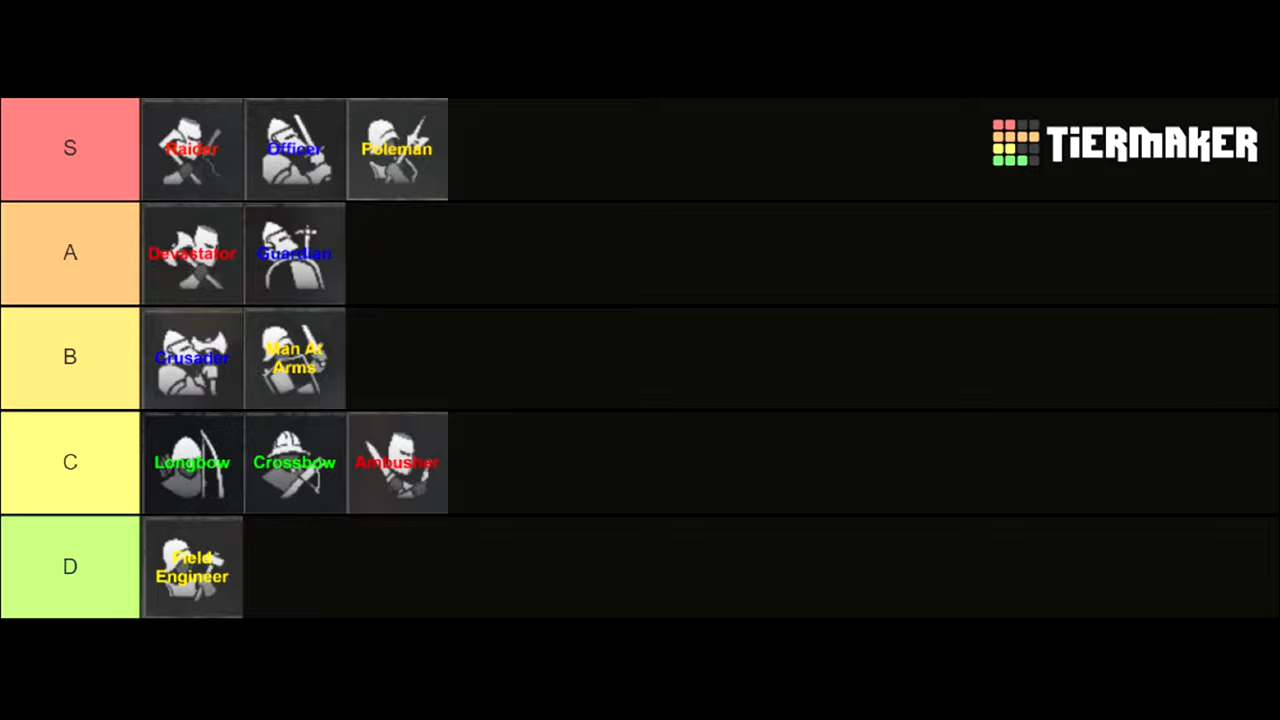 S
Raider
Officer
Poleman
TiERMAKER
A
Devastator
Guardian
B
Crusader
Man At
Arms
C
Longbow
Crossbow
Ambusher
D
Field
Engineer